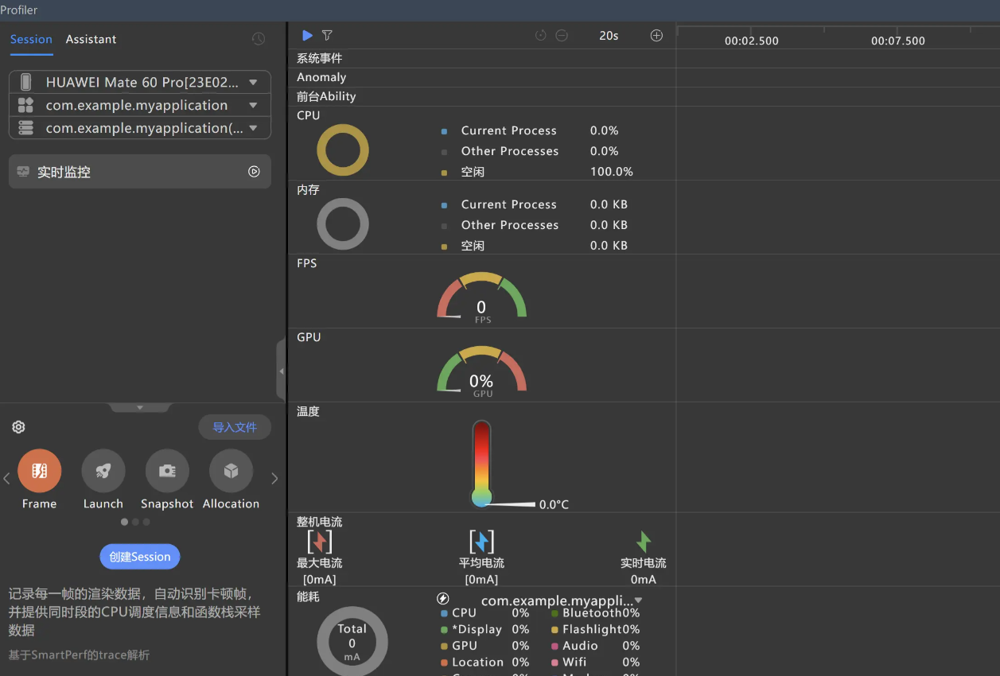 Profiler
Session Assistant
HUAWEI Mate 60 Pro[23E02...
com.example.myapplication
com.example.myapplication(...
实时监控
导入文件
Frame Launch Snapshot Allocation
创建Session
记录每一帧的渲染数据，自动识别卡顿帧，
并提供同时段的CPU调度信息和函数栈采样
数据
基于SmartPerf的trace解析
20s
00:02.500 00:07.500
系统事件
Anomaly
前台Ability
CPU
Current Process 0.0%
Other Processes 0.0%
空闲 100.0%
内存
Current Process 0.0 KB
Other Processes 0.0 KB
空闲 0.0 KB
FPS
0
FPS
GPU
0%
GPU
温度
0.0°C
整机电流
最大电流 平均电流 实时电流
[0mA] [0mA] 0mA
能耗
com.example.myappli...
Total
0
mA
CPU 0% Bluetooth0%
*Display 0% Flashlight0%
GPU 0% Audio 0%
Location 0% Wifi 0%